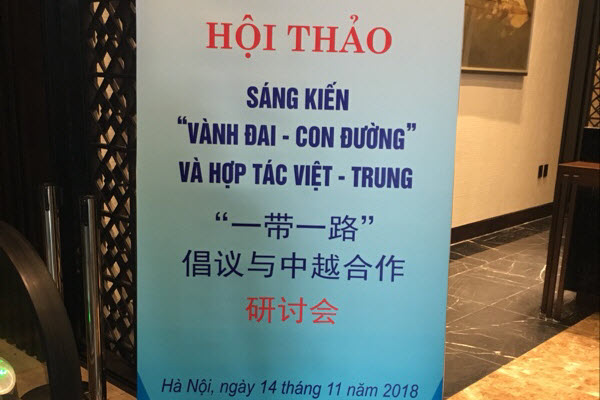 HỘI THẢO
SÁNG KIẾN
"VÀNH ĐAI - CON ĐƯỜNG"
VÀ HỢP TÁC VIỆT - TRUNG
“一带一路”
倡议与中越合作
研讨会
Hà Nội, ngày 14 tháng 11 năm 2018